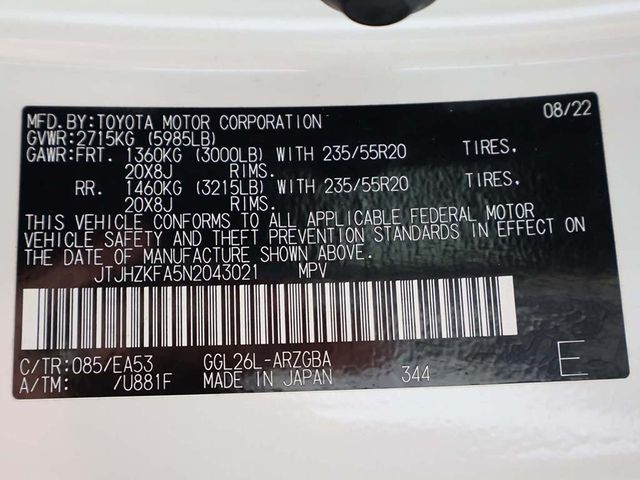 MFD.BY:TOYOTA MOTOR CORPORATION 08/22
GVWR:2715KG (5985LB)
GAWR:FRT. 1360KG (3000LB) WITH 235/55R20 TIRES.
20X8J RIMS.
RR. 1460KG (3215LB) WITH 235/55R20 TIRES.
20X8J RIMS.
THIS VEHICLE CONFORMS TO ALL APPLICABLE FEDERAL MOTOR
VEHICLE SAFETY AND THEFT PREVENTION STANDARDS IN EFFECT ON
THE DATE OF MANUFACTURE SHOWN ABOVE.
JTJHZKFA5N2043021 MPV
C/TR:085/EA53 GGL26L-ARZGBA
A/TM: /U881F MADE IN JAPAN 344 E